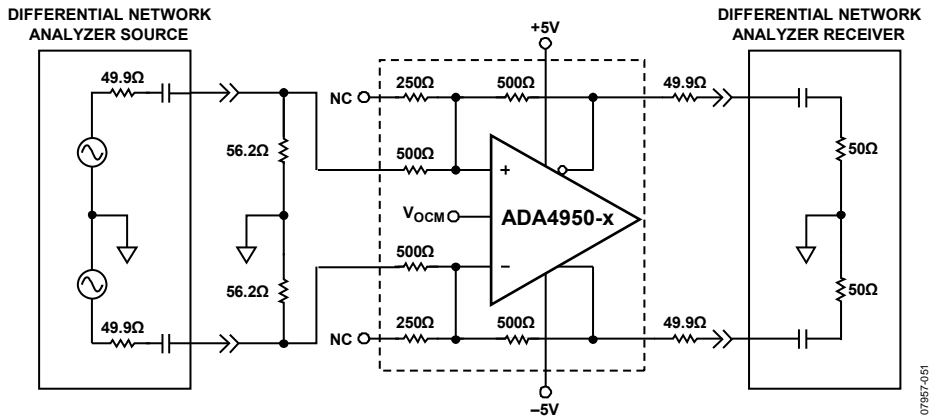 DIFFERENTIAL NETWORK
ANALYZER SOURCE
DIFFERENTIAL NETWORK
ANALYZER RECEIVER
+5V
49.9Ω
250Ω
500Ω
49.9Ω
NC
56.2Ω
500Ω
50Ω
+
VOCM
ADA4950-x
500Ω
−
56.2Ω
50Ω
49.9Ω
250Ω
500Ω
49.9Ω
NC
–5V
07957-051